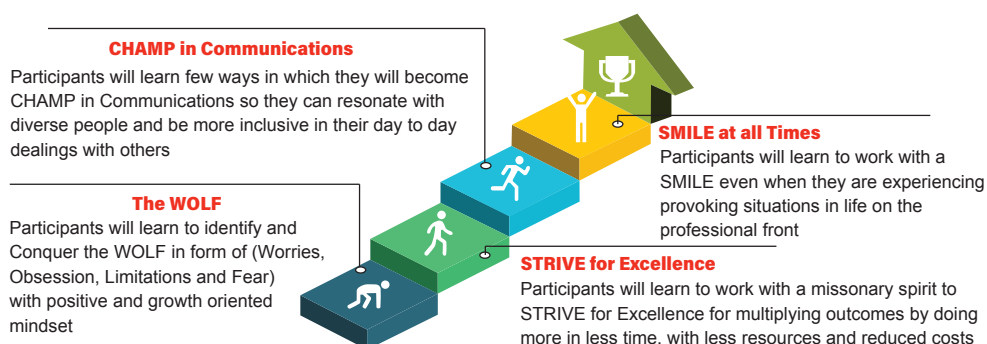 CHAMP in Communications
Participants will learn few ways in which they will become
CHAMP in Communications so they can resonate with
diverse people and be more inclusive in their day to day
dealings with others
The WOLF
Participants will learn to identify and
Conquer the WOLF in form of (Worries,
Obsession, Limitations and Fear)
with positive and growth oriented
mindset
SMILE at all Times
Participants will learn to work with a
SMILE even when they are experiencing
provoking situations in life on the
professional front
STRIVE for Excellence
Participants will learn to work with a missonary spirit to
STRIVE for Excellence for multiplying outcomes by doing
more in less time, with less resources and reduced costs